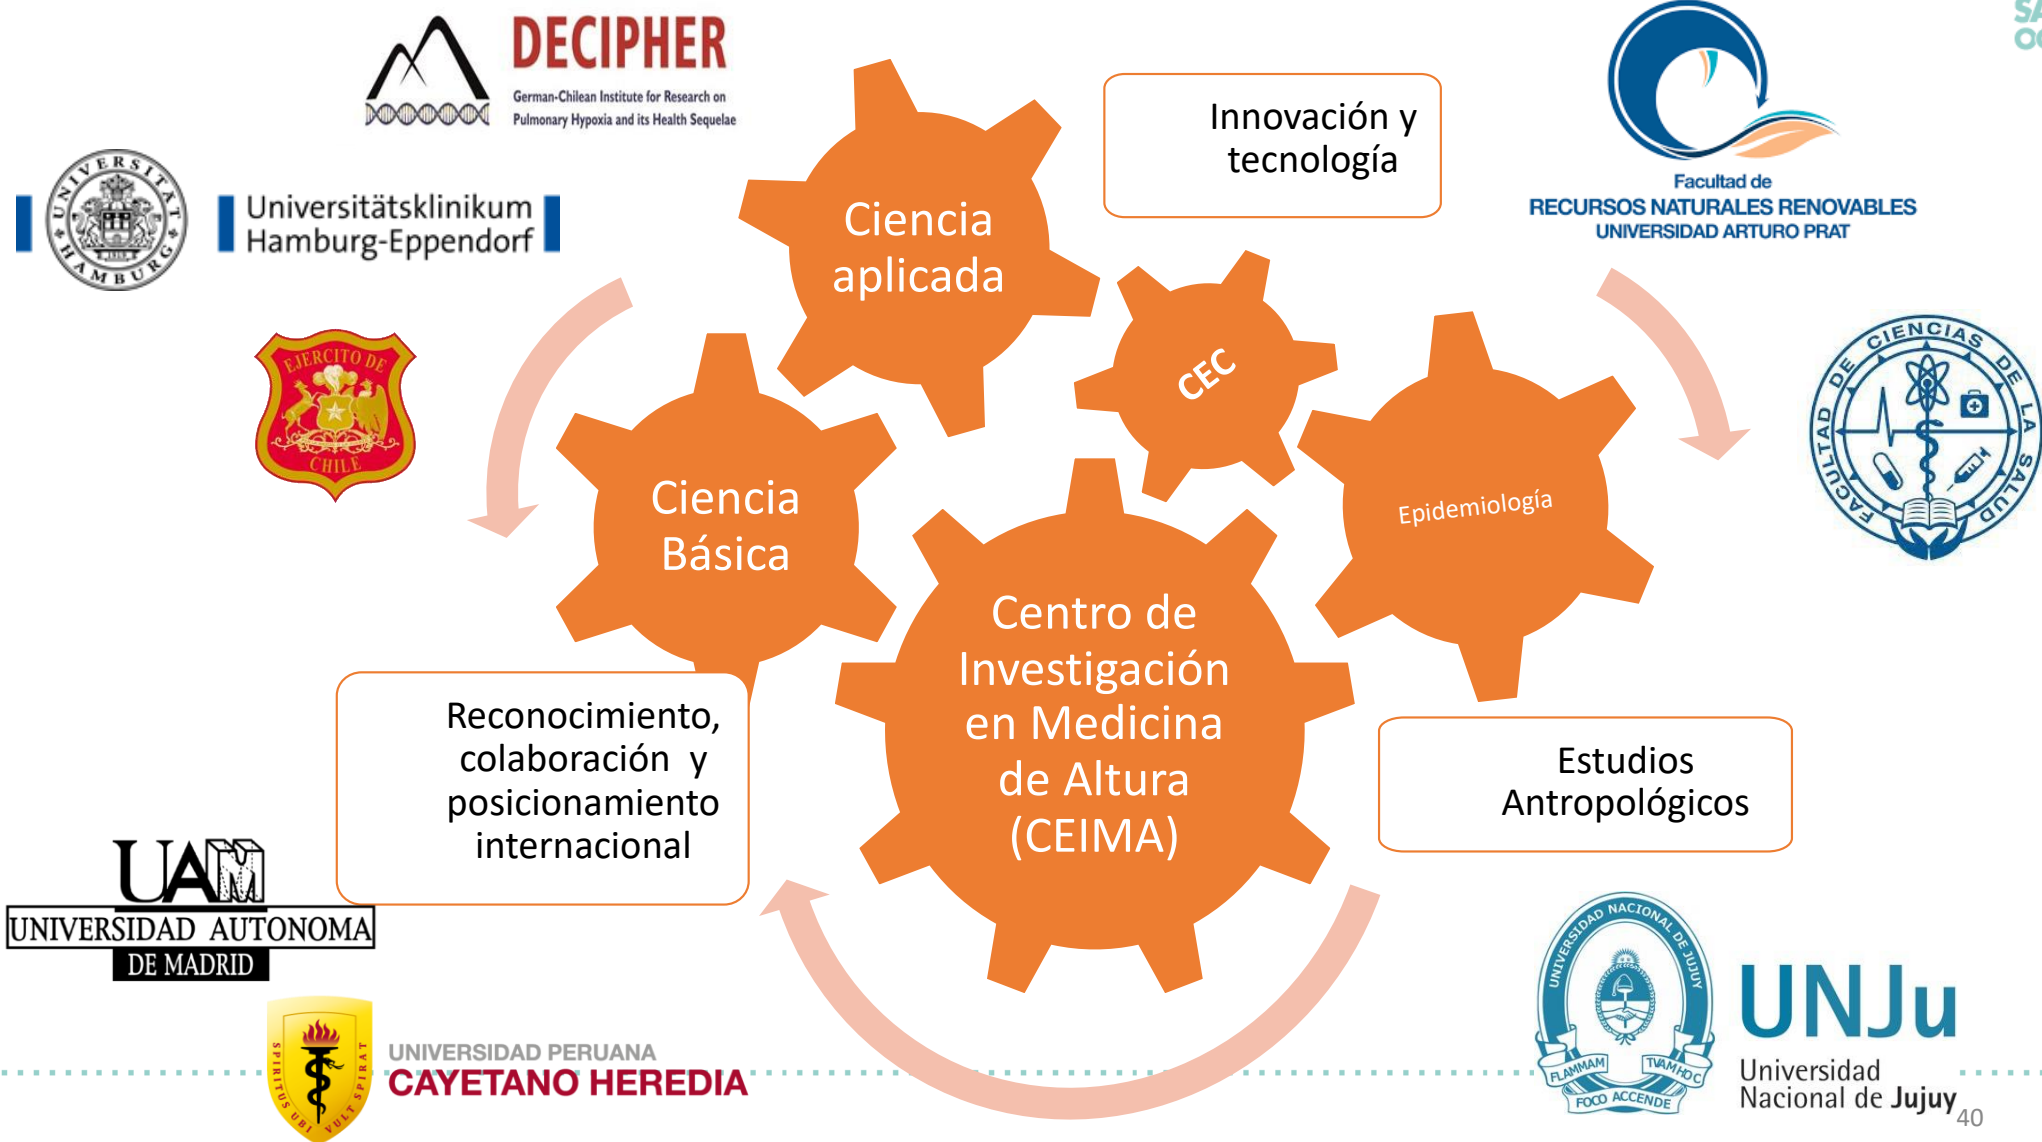 DECIPHER
German-Chilean Institute for Research on
Pulmonary Hypoxia and its Health Sequelae
Innovación y
tecnología
Facultad de
RECURSOS NATURALES RENOVABLES
UNIVERSIDAD ARTURO PRAT
UNIVERSITÄT HAMBURG
1919
Universitätsklinikum
Hamburg-Eppendorf
Ciencia
aplicada
EJERCITO DE
CHILE
CEC
FACULTAD DE CIENCIAS DE LA SALUD
Ciencia
Básica
Epidemiología
Centro de
Investigación
en Medicina
de Altura
(CEIMA)
Reconocimiento,
colaboración y
posicionamiento
internacional
Estudios
Antropológicos
UAM
UNIVERSIDAD AUTONOMA
DE MADRID
UNIVERSIDAD NACIONAL DE JUJUY
FLAMMAM
TVAM HOC
FOCO ACCENDE
UNJu
Universidad
Nacional de Jujuy
SPIRITUS UBI VULT SPIRAT
UNIVERSIDAD PERUANA
CAYETANO HEREDIA
40